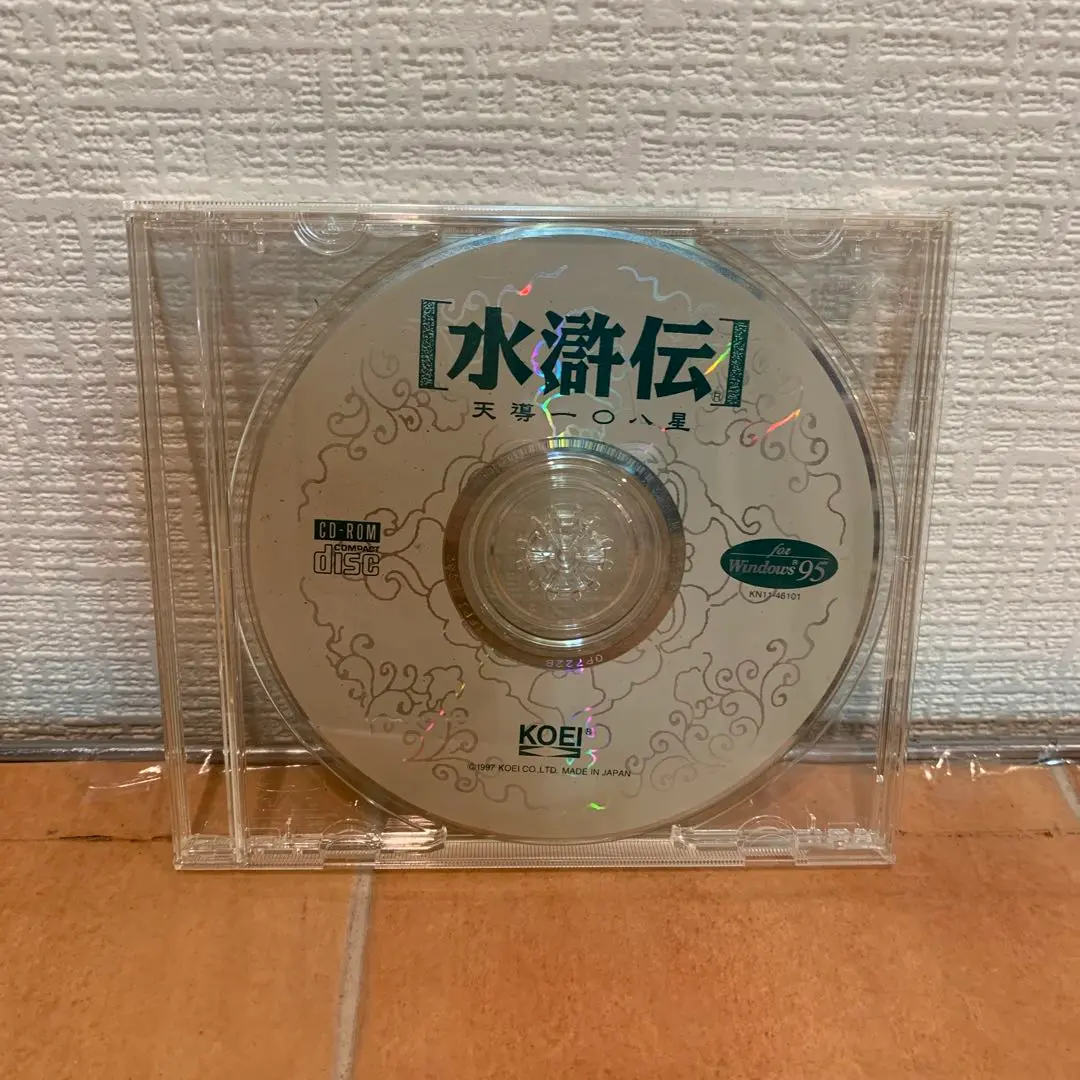 [水滸伝]®
天導一〇八星
CD-ROM
COMPACT
disc
for
Windows®95
KN11-46101
KOEI®
©1997 KOEI CO.,LTD. MADE IN JAPAN